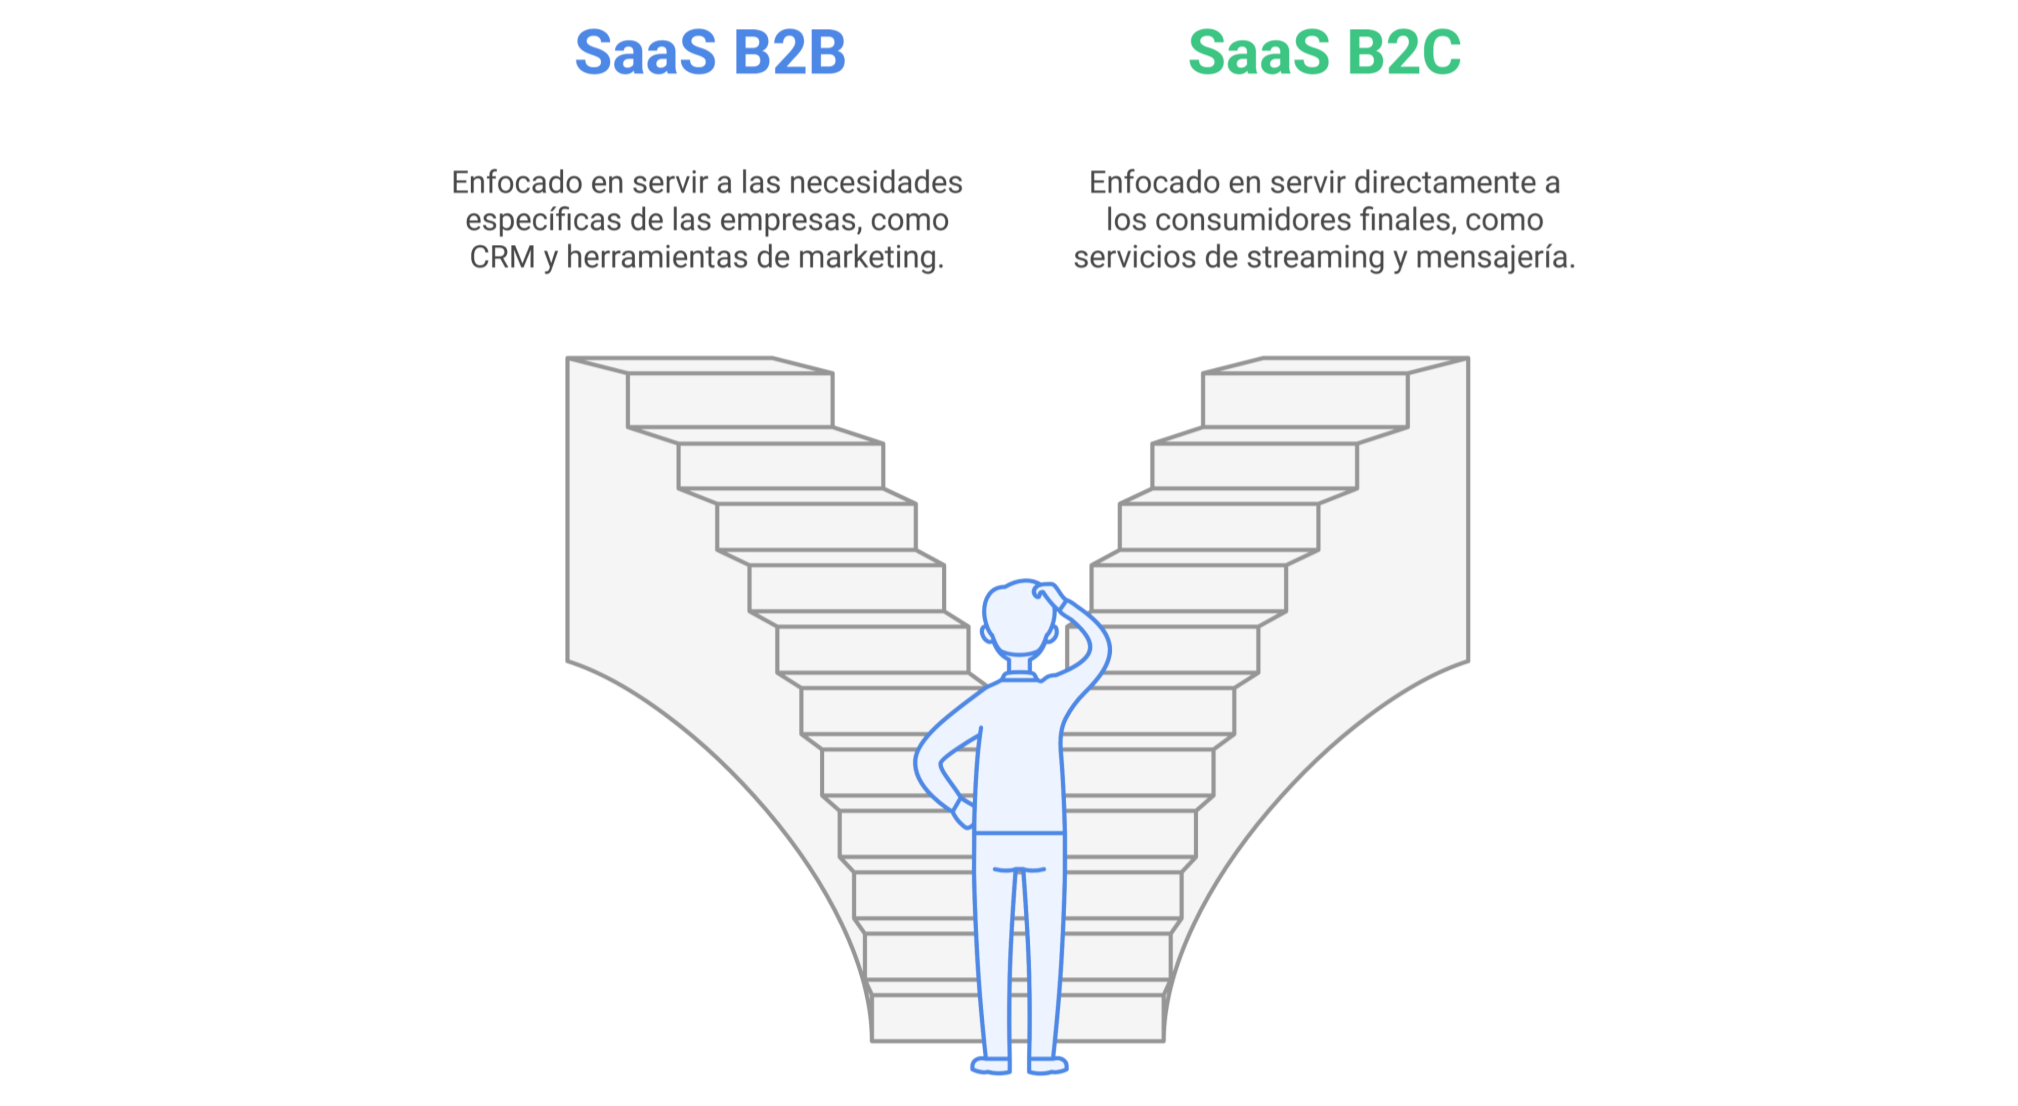 SaaS B2B
Enfocado en servir a las necesidades
específicas de las empresas, como
CRM y herramientas de marketing.
SaaS B2C
Enfocado en servir directamente a
los consumidores finales, como
servicios de streaming y mensajería.